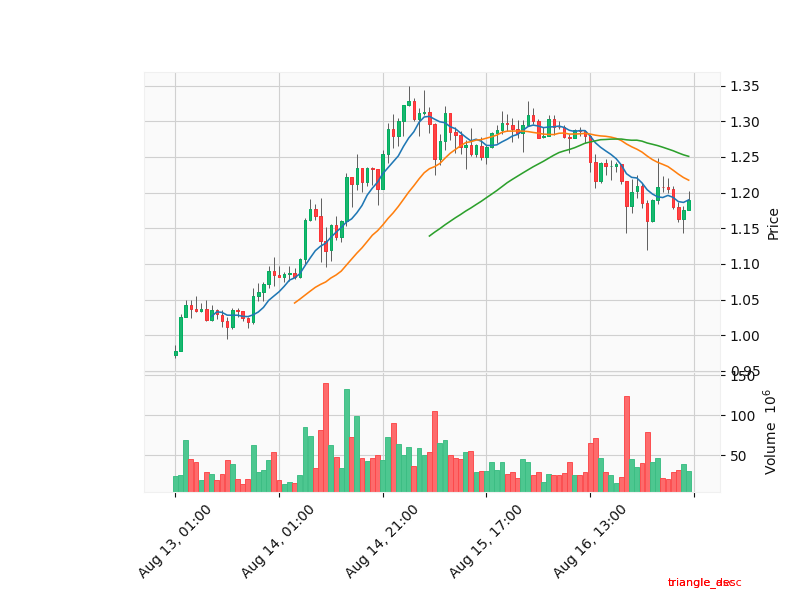 1.35
1.30
1.25
1.20
1.15
1.10
1.05
1.00
0.95
Price
150
100
50
Volume 10^6
Aug 13, 01:00
Aug 14, 01:00
Aug 14, 21:00
Aug 15, 17:00
Aug 16, 13:00